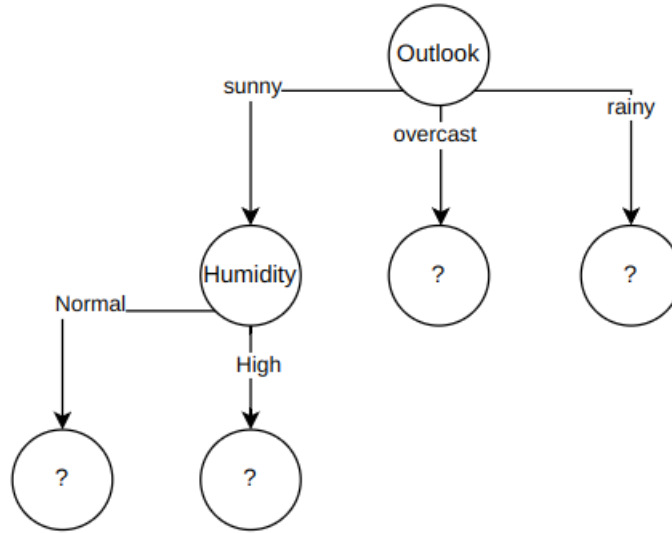 Outlook
sunny
overcast
rainy
Humidity
?
?
Normal
High
?
?